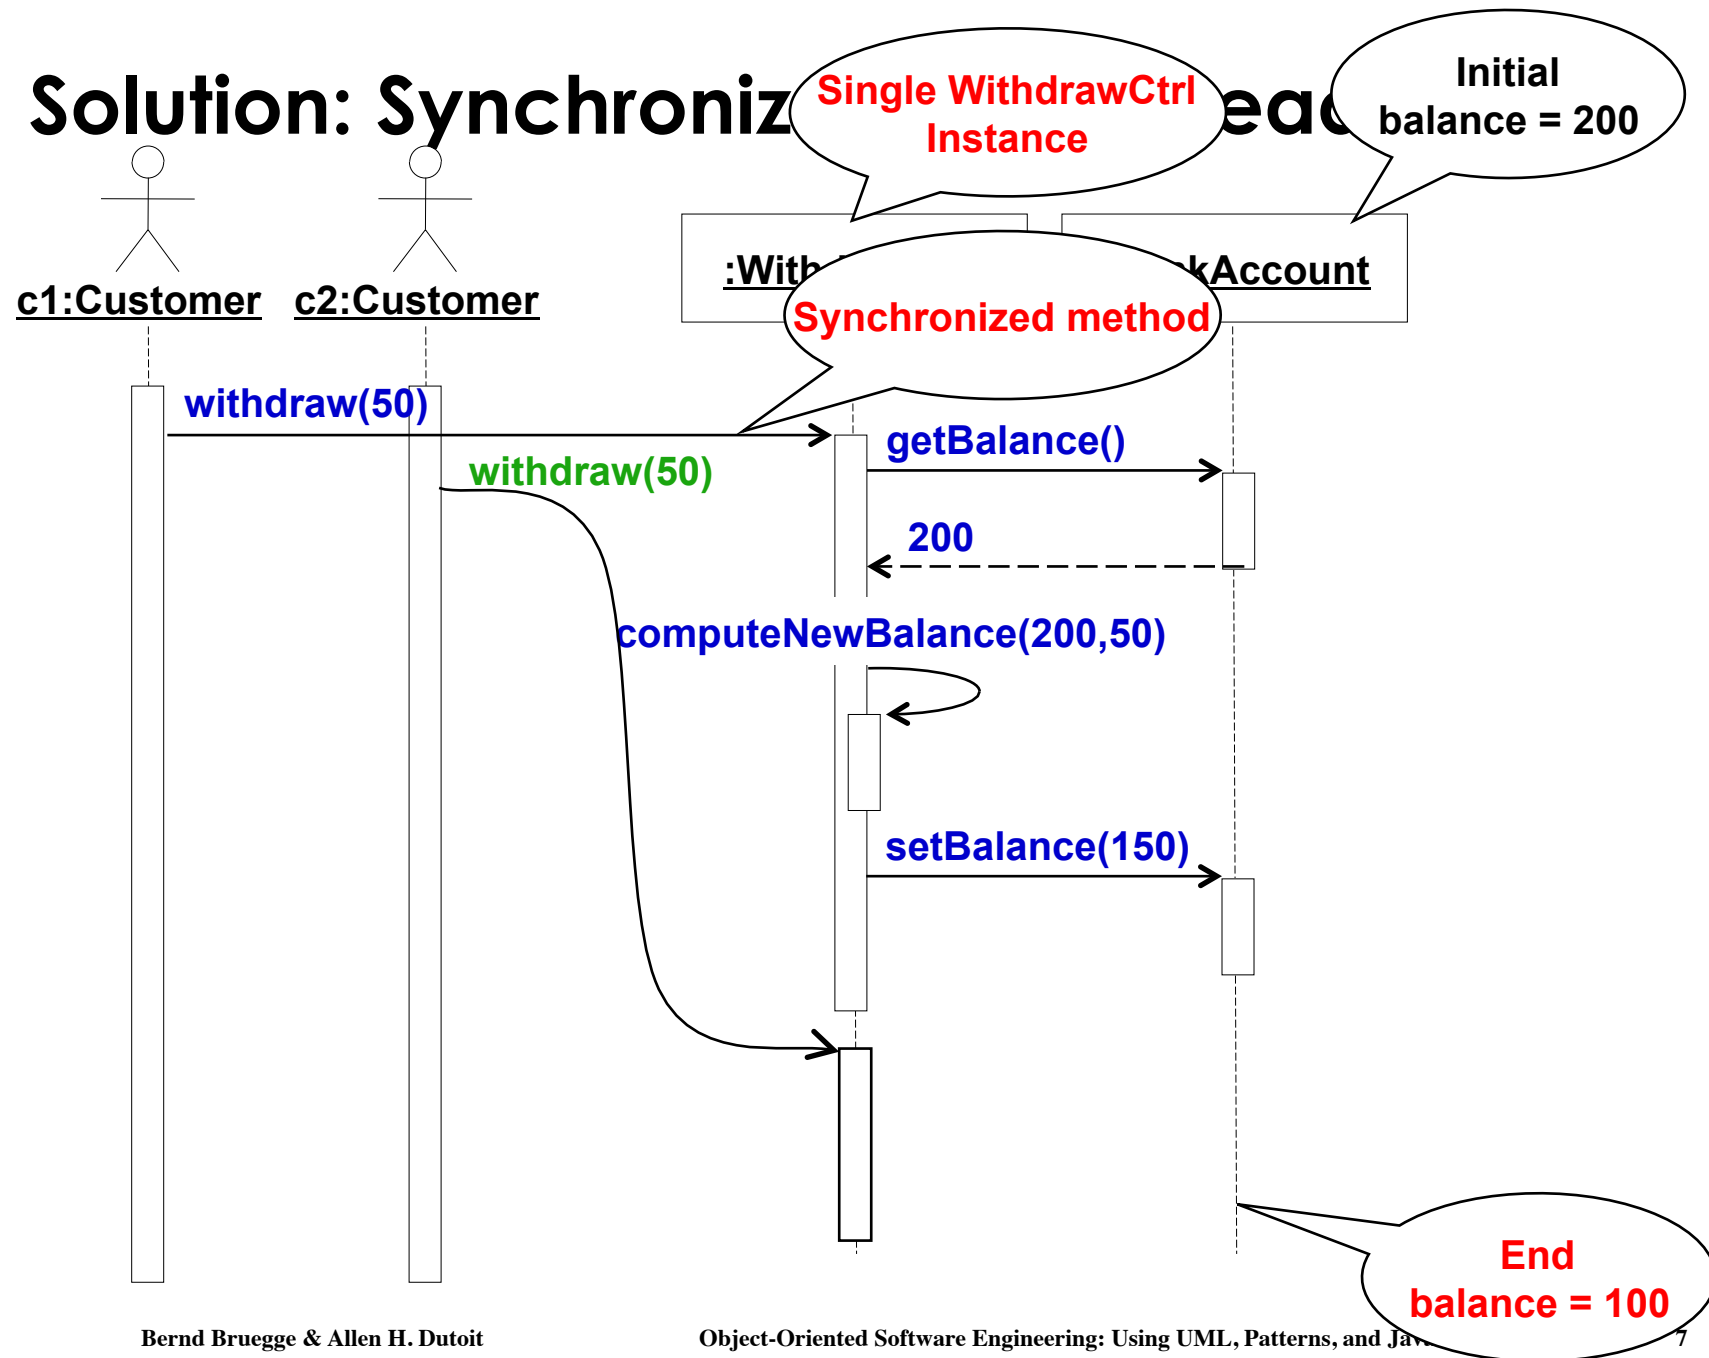 Solution: Synchroniz
Single WithdrawCtrl
Instance
Initial
balance = 200
c1:Customer
c2:Customer
:With
kAccount
Synchronized method
withdraw(50)
getBalance()
withdraw(50)
200
computeNewBalance(200,50)
setBalance(150)
End
balance = 100
Bernd Bruegge & Allen H. Dutoit
Object-Oriented Software Engineering: Using UML, Patterns, and
7